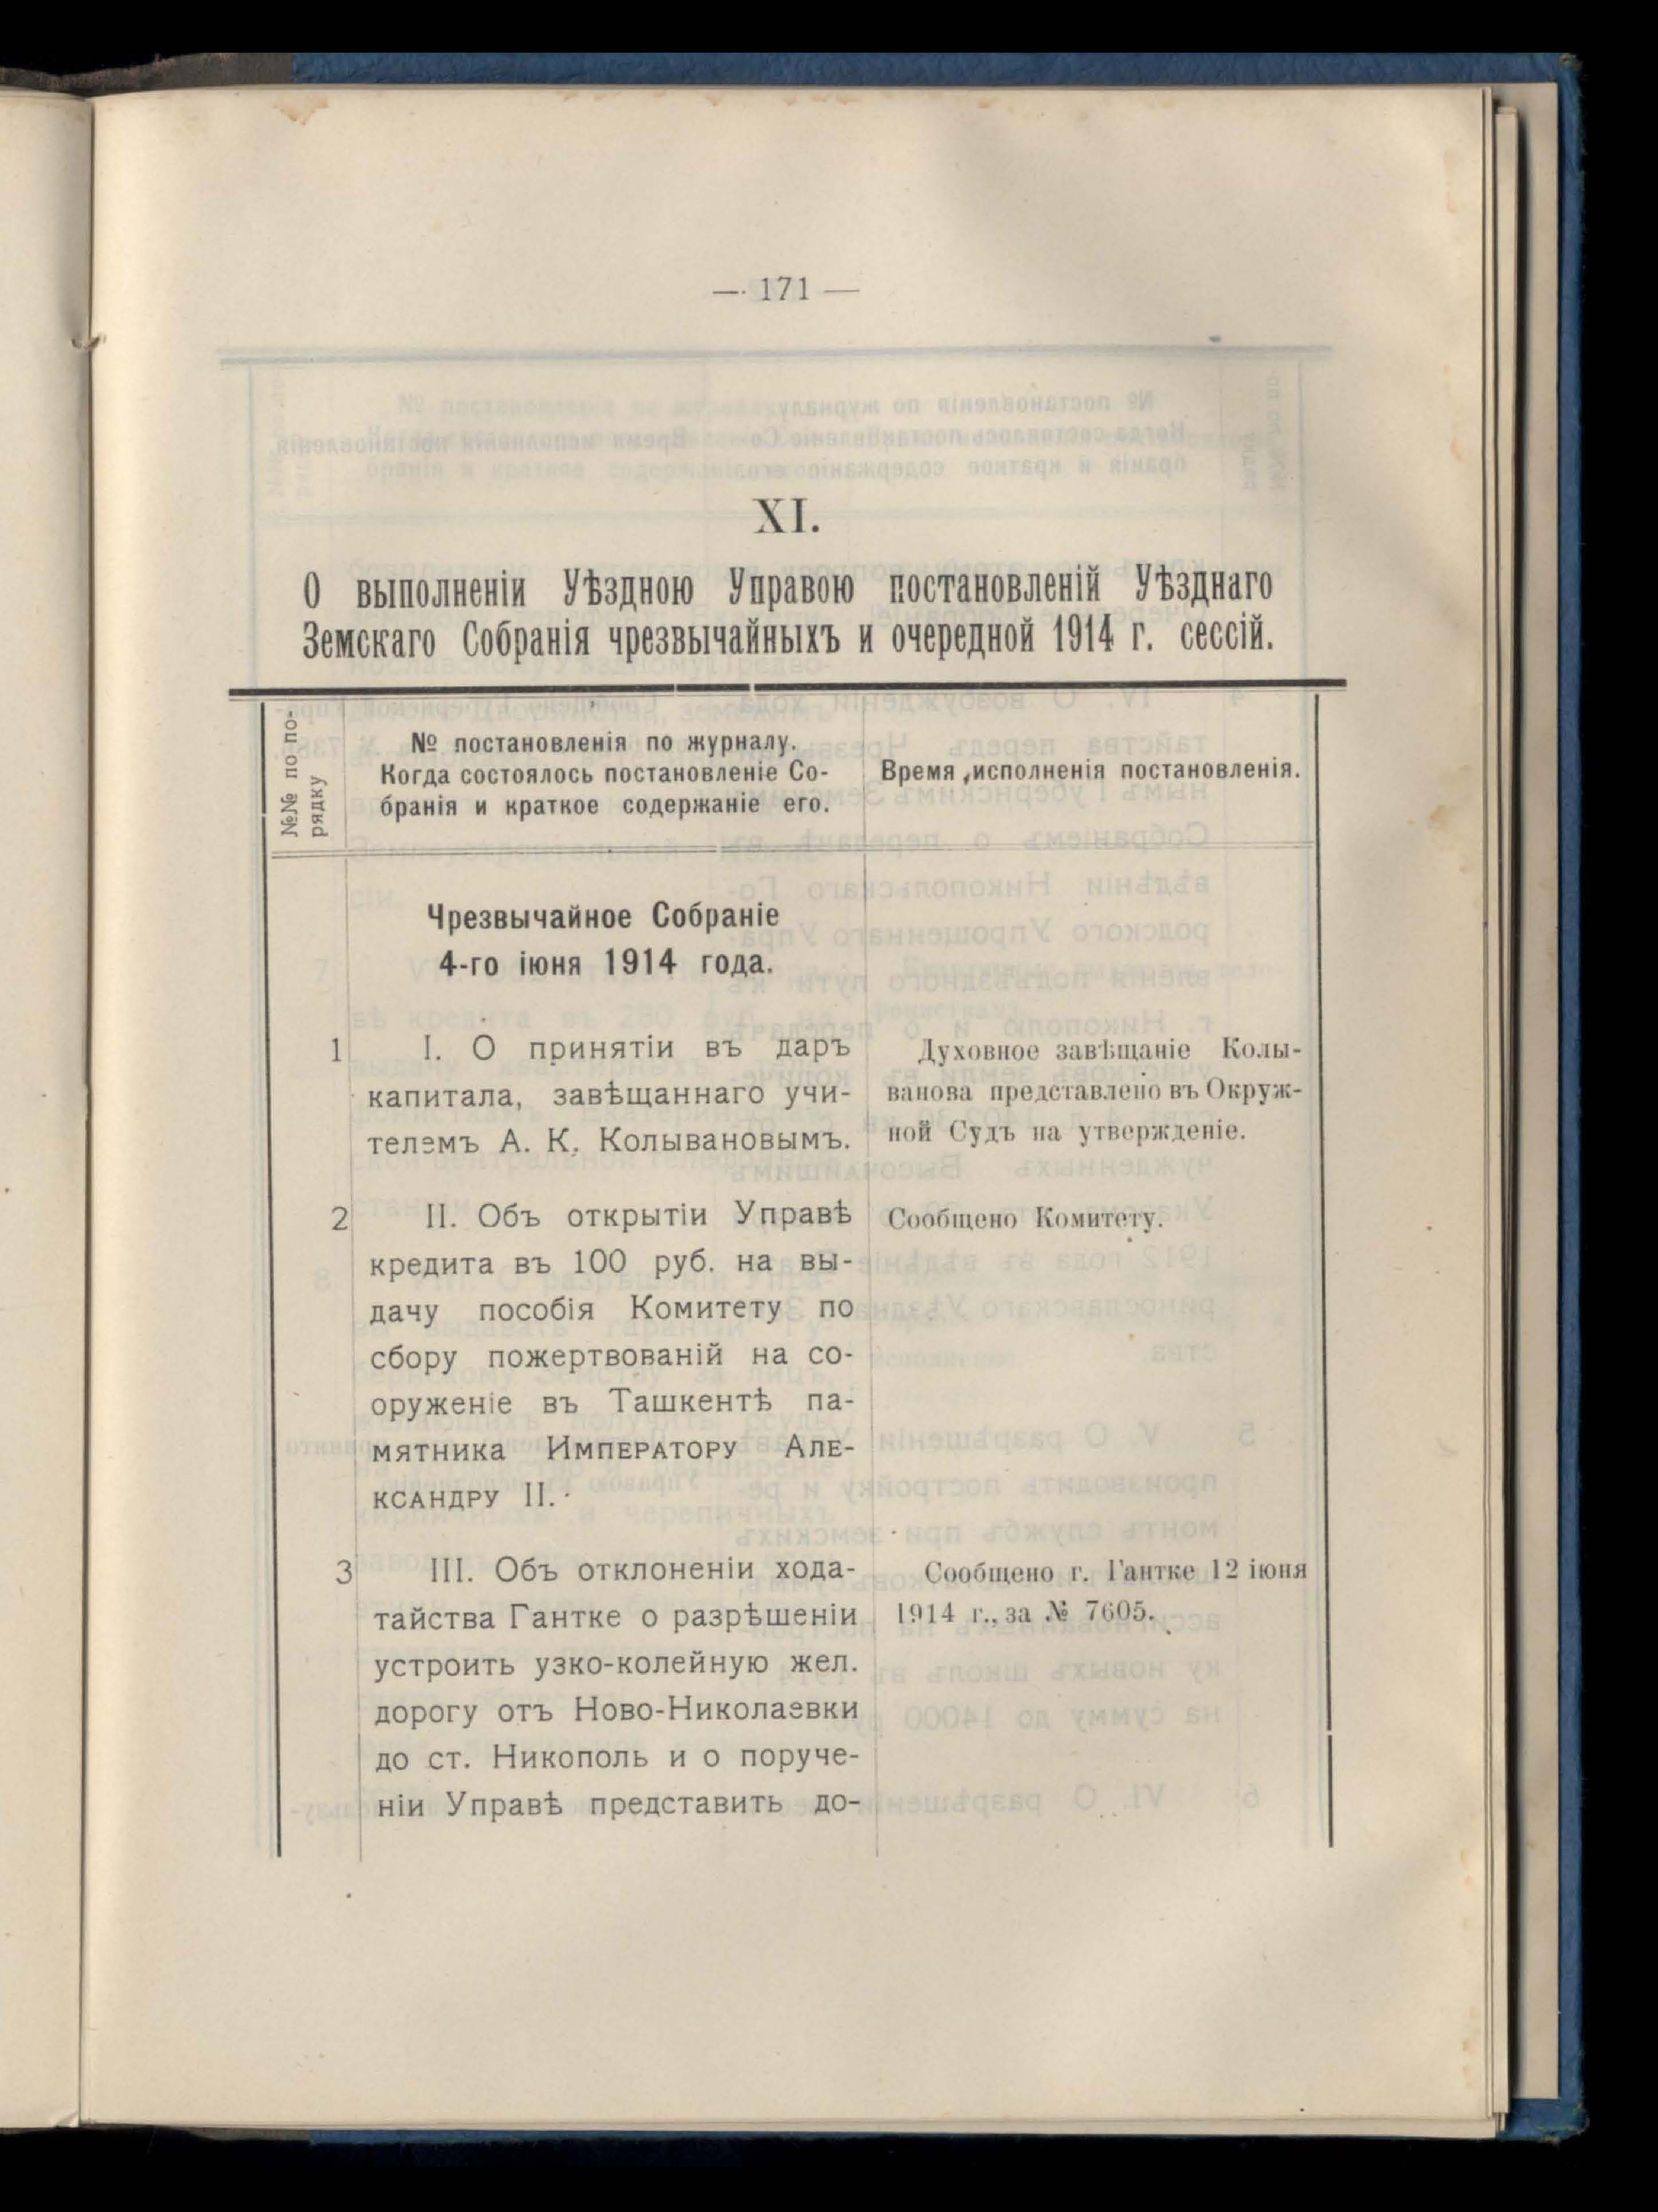 — 171 —
XI.
О выполненіи Уѣздною Управою постановленій Уѣзднаго
Земскаго Собранія чрезвычайныхъ и очередной 1914 г. сессій.
№№ по по-
рядку
№ постановленія по журналу.
Когда состоялось постановленіе Со-
бранія и краткое содержаніе его.
Время исполненія постановленія.
Чрезвычайное Собраніе
4-го іюня 1914 года.
1
I. О принятіи въ даръ
капитала, завѣщаннаго учи-
телемъ А. К. Колывановымъ.
Духовное завѣщаніе Колы-
ванова представлено въ Окруж-
ной Судъ на утвержденіе.
2
II. Объ открытіи Управѣ
кредита въ 100 руб. на вы-
дачу пособія Комитету по
сбору пожертвованій на со-
оруженіе въ Ташкентѣ па-
мятника Императору Але-
ксандру II.
Сообщено Комитету.
3
III. Объ отклоненіи хода-
тайства Гантке о разрѣшеніи
устроить узко-колейную жел.
дорогу отъ Ново-Николаевки
до ст. Никополь и о поруче-
ніи Управѣ представить до-
Сообщено г. Гантке 12 іюня
1914 г., за № 7605.